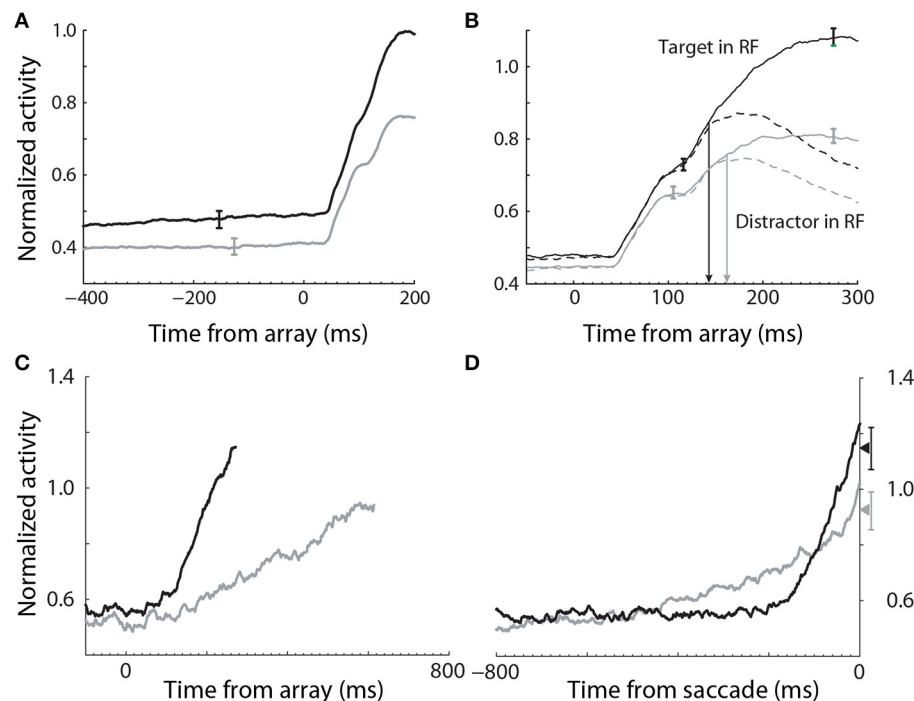 A
Normalized activity
1.0
0.8
0.6
0.4
−400
−200
0
200
Time from array (ms)
B
1.0
0.8
0.6
0.4
Target in RF
Distractor in RF
0
100
200
300
Time from array (ms)
C
Normalized activity
1.4
1.0
0.6
0
800
Time from array (ms)
D
1.4
1.0
0.6
−800
0
Time from saccade (ms)